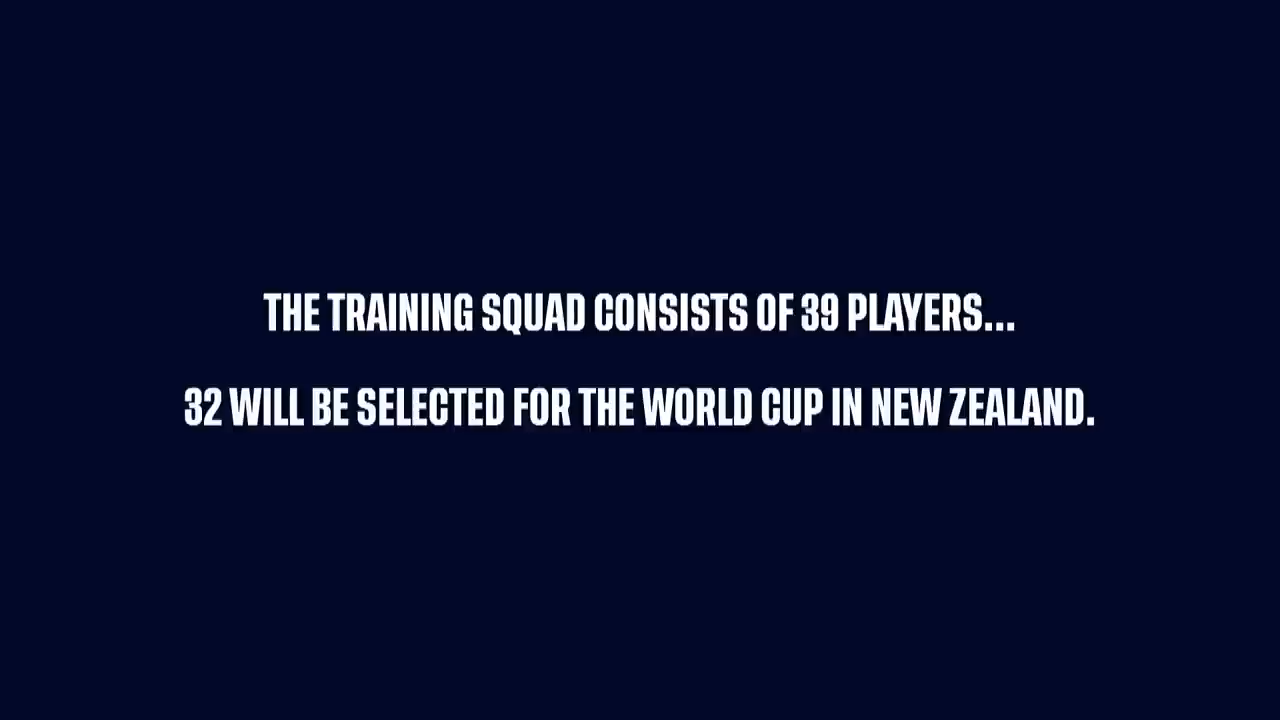 THE TRAINING SQUAD CONSISTS OF 39 PLAYERS...
32 WILL BE SELECTED FOR THE WORLD CUP IN NEW ZEALAND.